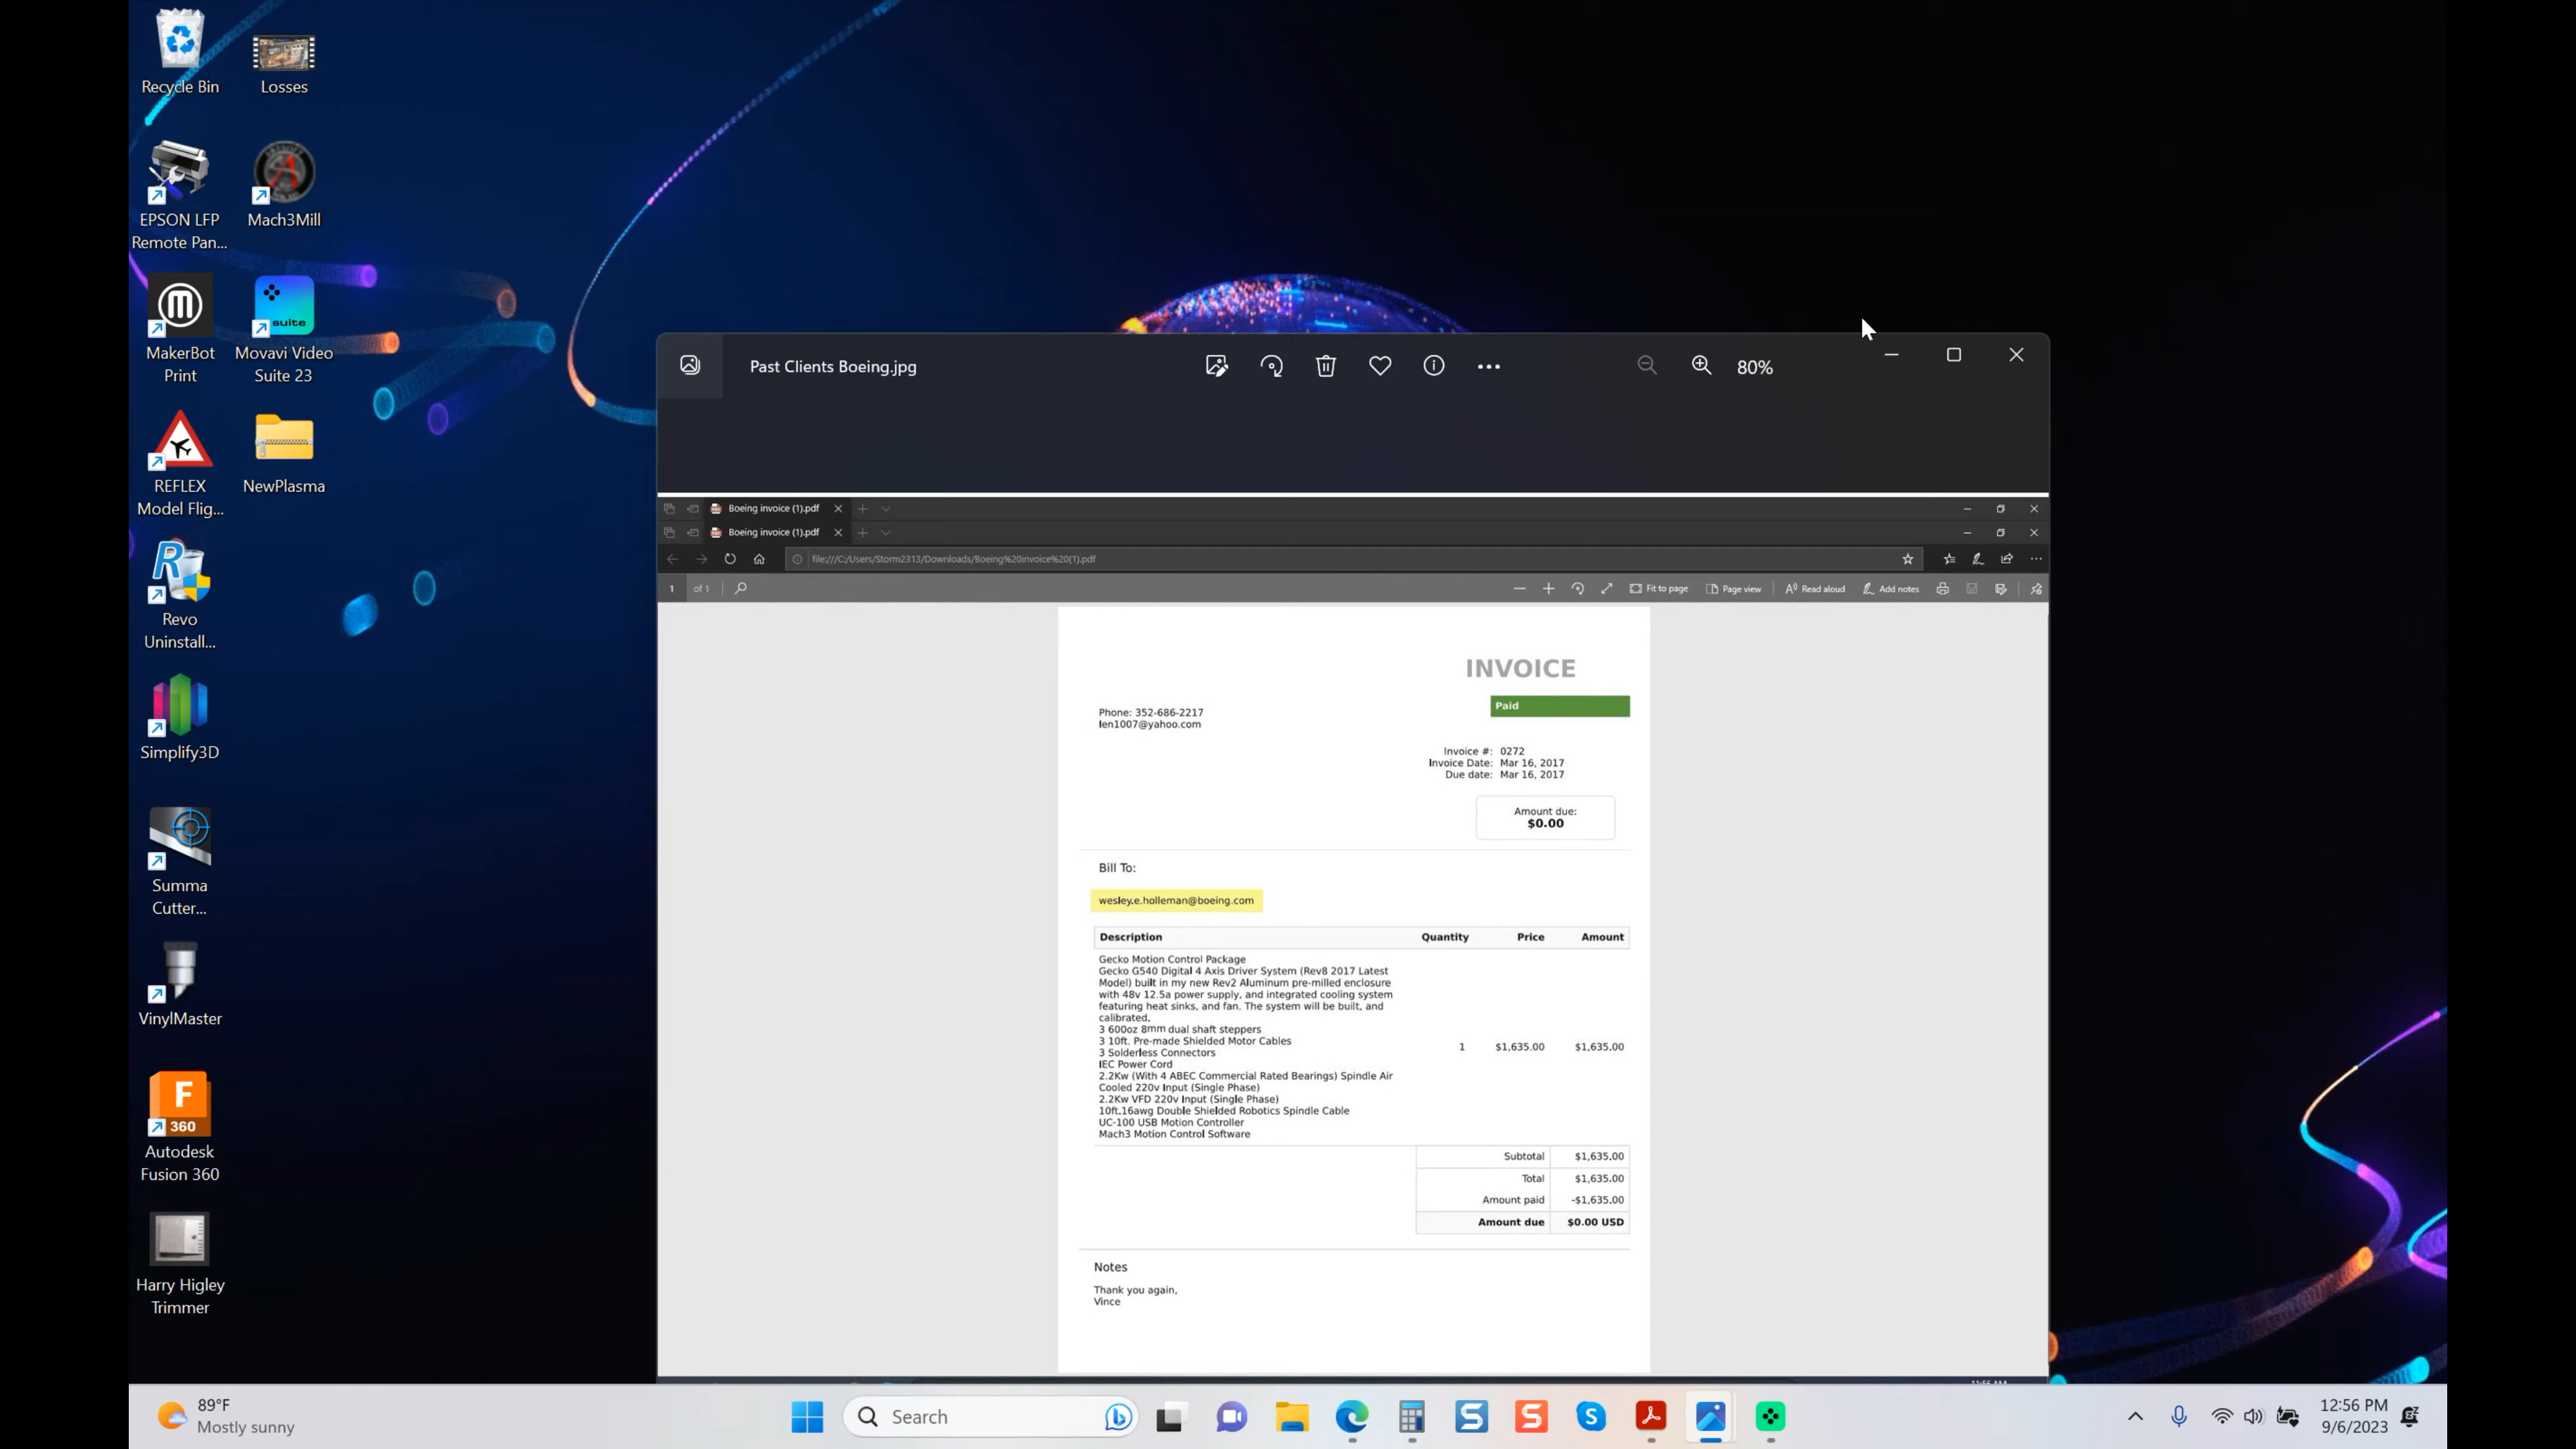 Recycle Bin
Losses
EPSON LFP
Remote Pan...
Mach3Mill
MakerBot
Print
suite
Movavi Video
Suite 23
REFLEX
Model Flig...
NewPlasma
Revo
Uninstall...
Simplify3D
Summa
Cutter...
VinylMaster
F
360
Autodesk
Fusion 360
Harry Higley
Trimmer
Past Clients Boeing.jpg
80%
Boeing invoice (1).pdf
Boeing invoice (1).pdf
file:///C:/Users/Storm2313/Downloads/Boeing%20invoice%20(1).pdf
1 of 1
Fit to page
Page view
Read aloud
Add notes
INVOICE
Paid
Phone: 352-686-2217
len1007@yahoo.com
Invoice #: 0272
Invoice Date: Mar 16, 2017
Due date: Mar 16, 2017
Amount due:
$0.00
Bill To:
wesley.e.holleman@boeing.com
Description Quantity Price Amount
Gecko Motion Control Package
Gecko G540 Digital 4 Axis Driver System (Rev8 2017 Latest
Model) built in my new Rev2 Aluminum pre-milled enclosure
with 48v 12.5a power supply, and integrated cooling system
featuring heat sinks, and fan. The system will be built, and
calibrated.
3 600oz 8mm dual shaft steppers
3 10ft. Pre-made Shielded Motor Cables
3 Solderless Connectors
IEC Power Cord
2.2Kw (With 4 ABEC Commercial Rated Bearings) Spindle Air
Cooled 220v Input (Single Phase)
2.2Kw VFD 220v Input (Single Phase)
10ft.16awg Double Shielded Robotics Spindle Cable
UC-100 USB Motion Controller
Mach3 Motion Control Software
1 $1,635.00 $1,635.00
Subtotal $1,635.00
Total $1,635.00
Amount paid -$1,635.00
Amount due $0.00 USD
Notes
Thank you again,
Vince
89°F
Mostly sunny
Search
12:56 PM
9/6/2023